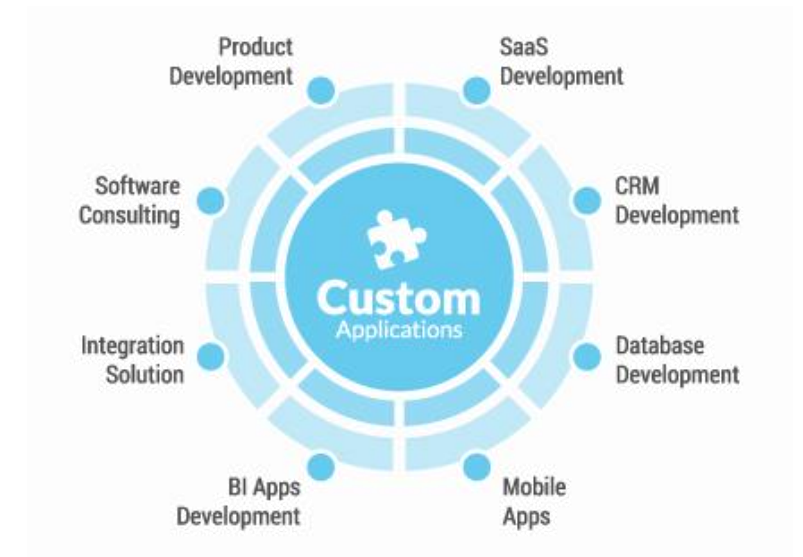 Product
Development
SaaS
Development
Software
Consulting
CRM
Development
Custom
Applications
Integration
Solution
Database
Development
BI Apps
Development
Mobile
Apps